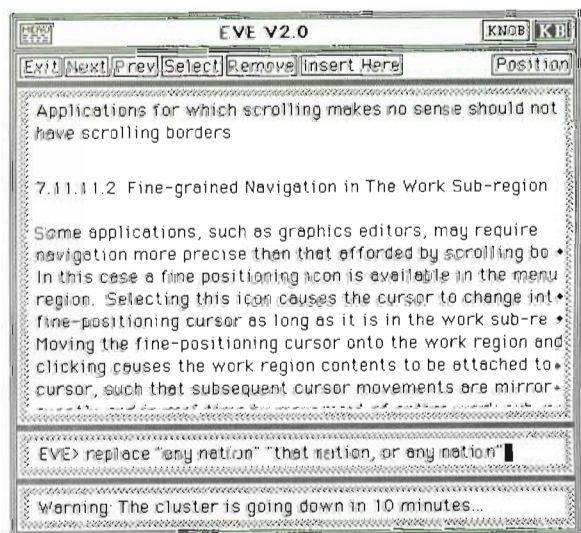 MENU EVE V2.0 KNOB KB
Exit Next Prev Select Remove Insert Here Position
Applications for which scrolling makes no sense should not
have scrolling borders
7.11.11.2 Fine-grained Navigation in The Work Sub-region
Some applications, such as graphics editors, may require
navigation more precise than that afforded by scrolling bo
In this case a fine positioning icon is available in the menu
region. Selecting this icon causes the cursor to change int
fine-positioning cursor as long as it is in the work sub-re
Moving the fine-positioning cursor onto the work region and
clicking causes the work region contents to be attached to
cursor, such that subsequent cursor movements are mirror
EVE> replace "any nation" "that nation, or any nation"
Warning: The cluster is going down in 10 minutes...